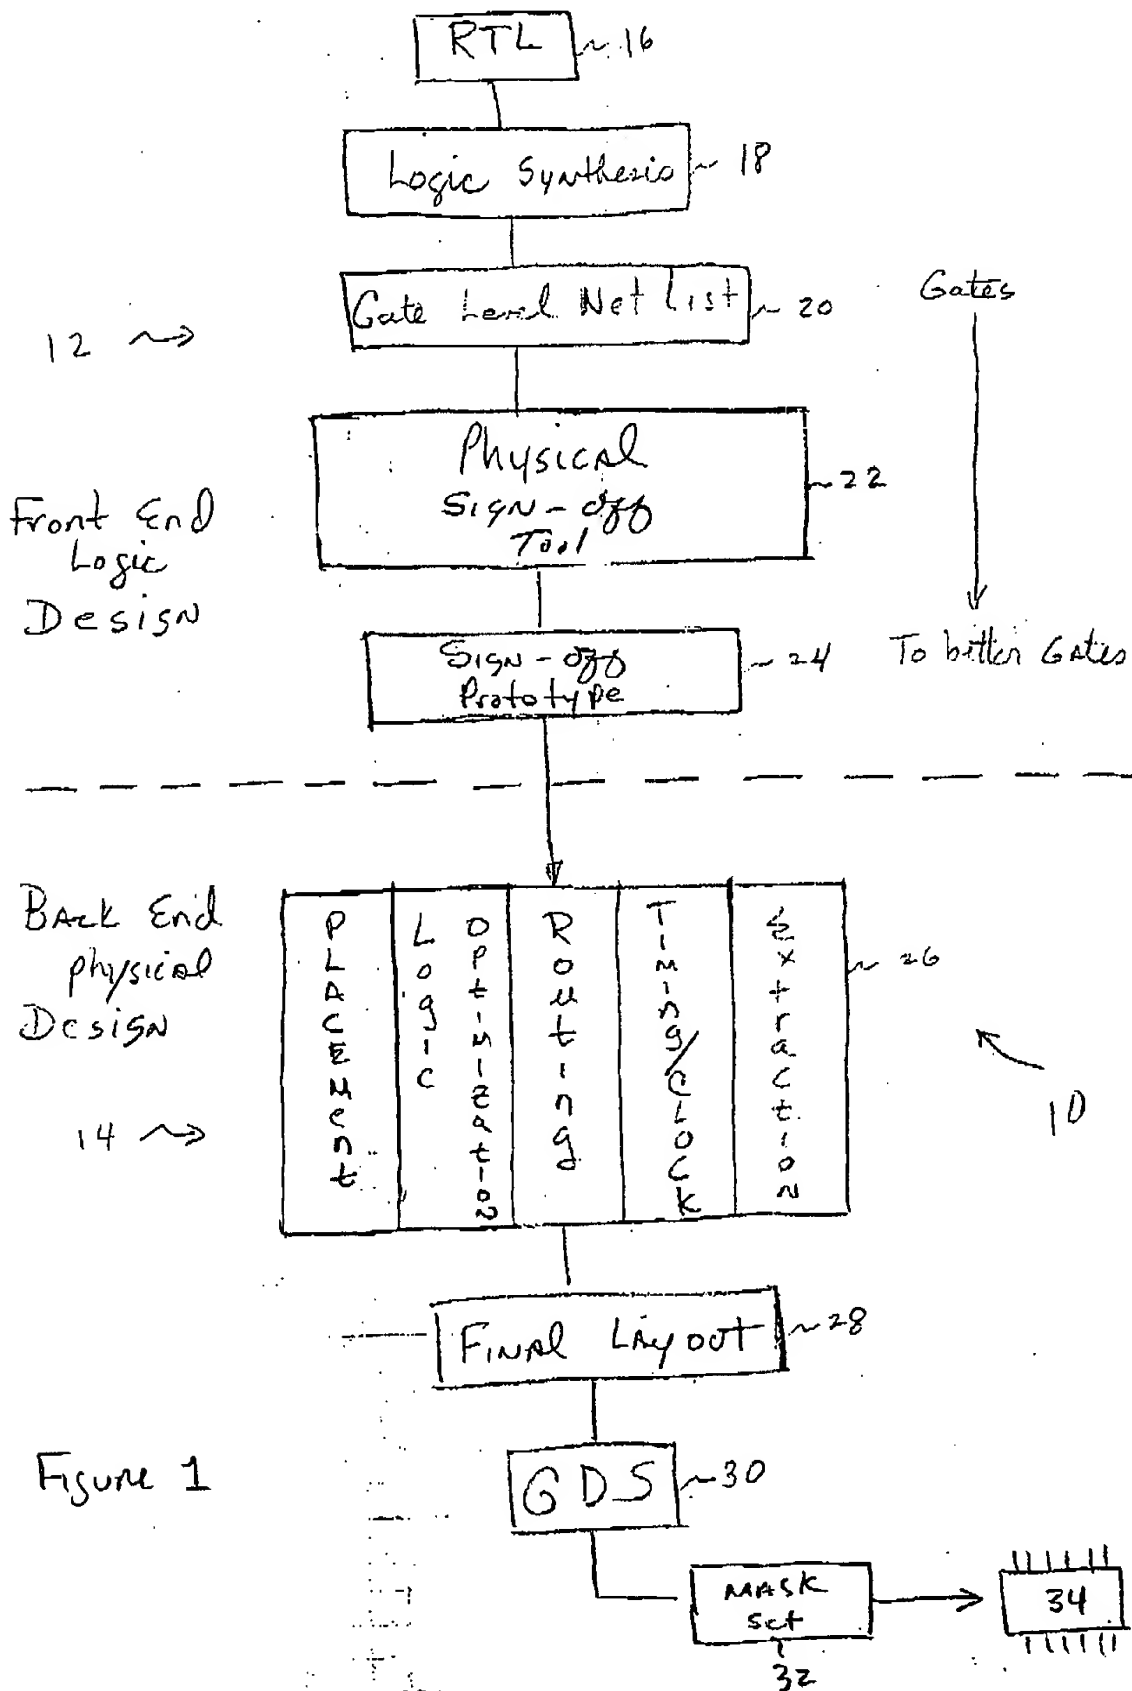 RTL 16
Logic Synthesis 18
Gate Level Net List 20
Gates
12
Physical
Sign-off
Tool
22
Front End
Logic
Design
Sign-off
Prototype
24
To better Gates
Back End
physical
Design
PLACEMent
Logic
Optimization
Routing
Timing/Clock
Extraction
26
10
14
Final Layout 28
Figure 1
GDS 30
Mask
Set
32
34